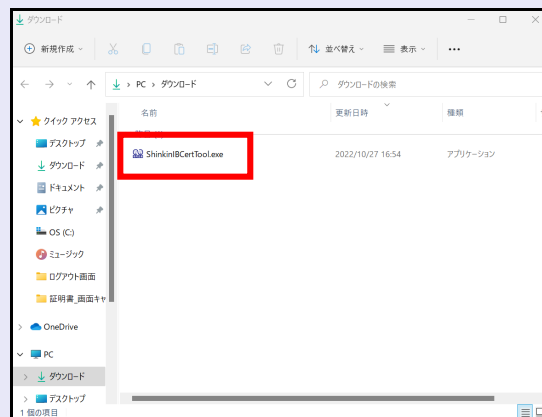 ダウンロード
新規作成
並べ替え
表示
PC > ダウンロード
ダウンロードの検索
名前
更新日時
種類
クイック アクセス
デスクトップ
ダウンロード
ドキュメント
ピクチャ
OS (C:)
ミュージック
ログアウト画面
証明書_画面キャ
OneDrive
PC
ダウンロード
デスクトップ
ShinkinIBCertTool.exe
2022/10/27 16:54
アプリケーション
1 個の項目